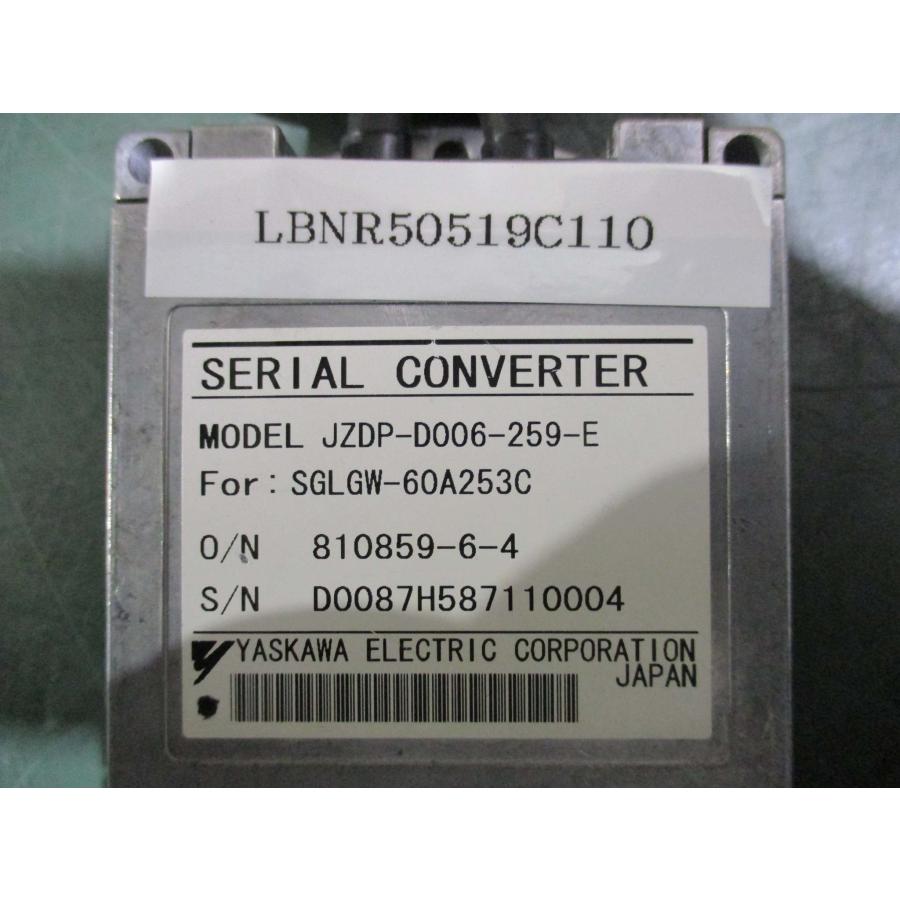 LBNR50519C110
SERIAL CONVERTER
MODEL JZDP-D006-259-E
For: SGLGW-60A253C
O/N 810859-6-4
S/N D0087H587110004
YASKAWA ELECTRIC CORPORATION
JAPAN